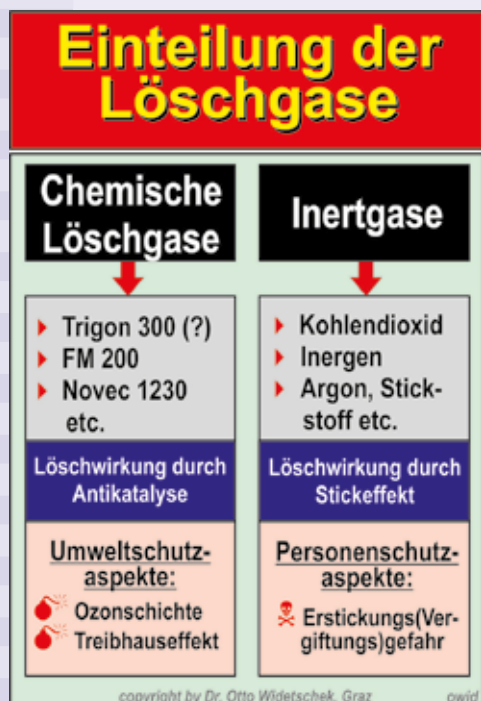 Einteilung der
Löschgase
Chemische
Löschgase
Trigon 300 (?)
FM 200
Novec 1230
etc.
Löschwirkung durch
Antikatalyse
Umweltschutz-
aspekte:
Ozonschichte
Treibhauseffekt
Inertgase
Kohlendioxid
Inergen
Argon, Stick-
stoff etc.
Löschwirkung durch
Stickeffekt
Personenschutz-
aspekte:
Erstickungs(Ver-
giftungs)gefahr
copyright by Dr. Otto Widetschek, Graz
owid